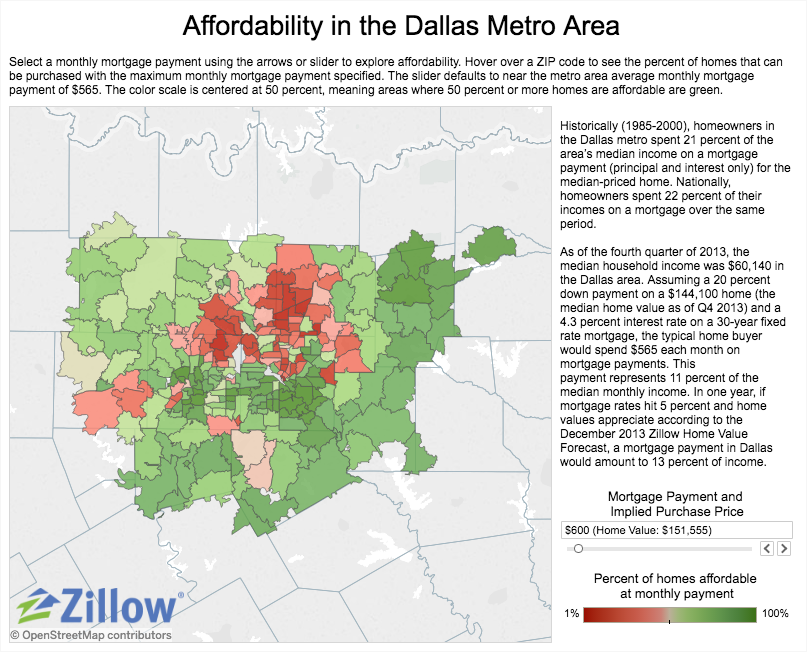 Affordability in the Dallas Metro Area
Select a monthly mortgage payment using the arrows or slider to explore affordability. Hover over a ZIP code to see the percent of homes that can
be purchased with the maximum monthly mortgage payment specified. The slider defaults to near the metro area average monthly mortgage
payment of $565. The color scale is centered at 50 percent, meaning areas where 50 percent or more homes are affordable are green.
Historically (1985-2000), homeowners in
the Dallas metro spent 21 percent of the
area's median income on a mortgage
payment (principal and interest only) for the
median-priced home. Nationally,
homeowners spent 22 percent of their
incomes on a mortgage over the same
period.
As of the fourth quarter of 2013, the
median household income was $60,140 in
the Dallas area. Assuming a 20 percent
down payment on a $144,100 home (the
median home value as of Q4 2013) and a
4.3 percent interest rate on a 30-year fixed
rate mortgage, the typical home buyer
would spend $565 each month on
mortgage payments. This
payment represents 11 percent of the
median monthly income. In one year, if
mortgage rates hit 5 percent and home
values appreciate according to the
December 2013 Zillow Home Value
Forecast, a mortgage payment in Dallas
would amount to 13 percent of income.
Mortgage Payment and
Implied Purchase Price
$600 (Home Value: $151,555)
Percent of homes affordable
at monthly payment
1% 100%
Zillow®
© OpenStreetMap contributors